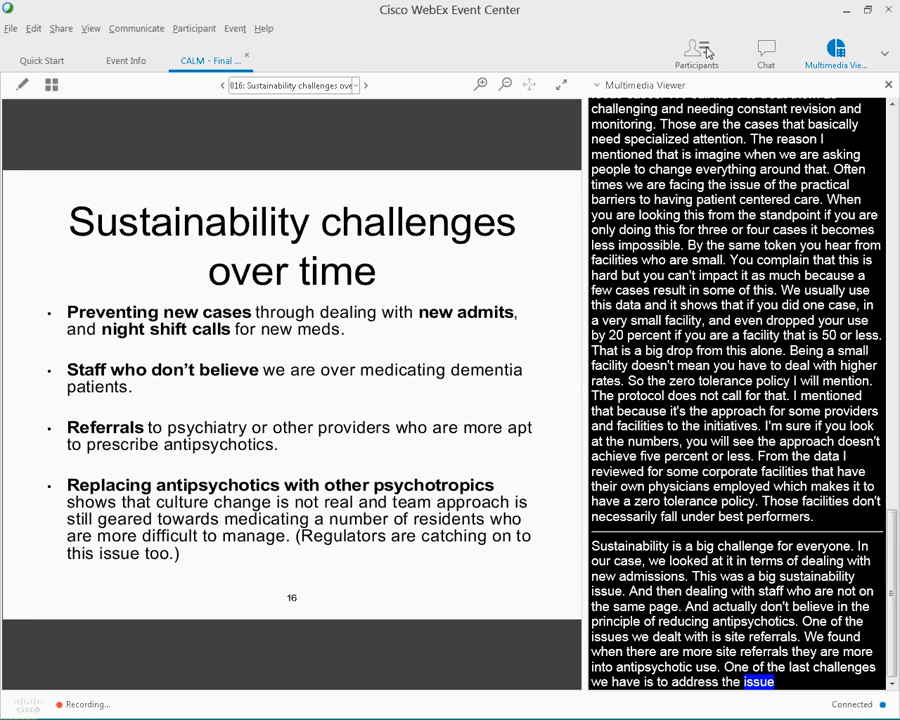 Cisco WebEx Event Center
File Edit Share View Communicate Participant Event Help
Quick Start Event Info CALM - Final ... Participants Chat Multimedia Vie...
016: Sustainability challenges ove
Multimedia Viewer
Sustainability challenges
over time
• Preventing new cases through dealing with new admits,
and night shift calls for new meds.
• Staff who don’t believe we are over medicating dementia
patients.
• Referrals to psychiatry or other providers who are more apt
to prescribe antipsychotics.
• Replacing antipsychotics with other psychotropics
shows that culture change is not real and team approach is
still geared towards medicating a number of residents who
are more difficult to manage. (Regulators are catching on to
this issue too.)
16
challenging and needing constant revision and
monitoring. Those are the cases that basically
need specialized attention. The reason I
mentioned that is imagine when we are asking
people to change everything around that. Often
times we are facing the issue of the practical
barriers to having patient centered care. When
you are looking this from the standpoint if you are
only doing this for three or four cases it becomes
less impossible. By the same token you hear from
facilities who are small. You complain that this is
hard but you can't impact it as much because a
few cases result in some of this. We usually use
this data and it shows that if you did one case, in
a very small facility, and even dropped your use
by 20 percent if you are a facility that is 50 or less.
That is a big drop from this alone. Being a small
facility doesn't mean you have to deal with higher
rates. So the zero tolerance policy I will mention.
The protocol does not call for that. I mentioned
that because it's the approach for some providers
and facilities to the initiatives. I'm sure if you look
at the numbers, you will see the approach doesn't
achieve five percent or less. From the data I
reviewed for some corporate facilities that have
their own physicians employed which makes it to
have a zero tolerance policy. Those facilities don't
necessarily fall under best performers.
Sustainability is a big challenge for everyone. In
our case, we looked at it in terms of dealing with
new admissions. This was a big sustainability
issue. And then dealing with staff who are not on
the same page. And actually don't believe in the
principle of reducing antipsychotics. One of the
issues we dealt with is site referrals. We found
when there are more site referrals they are more
into antipsychotic use. One of the last challenges
we have is to address the issue
cisco Recording... Connected